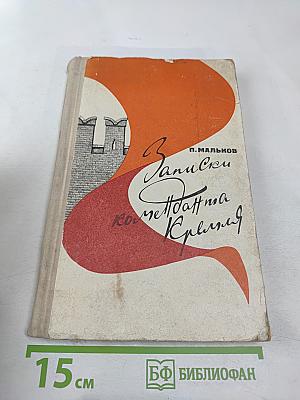 П. МАЛЬКОВ
Записки
коменданта
Кремля
15 см
БФ БИБЛИОФАН